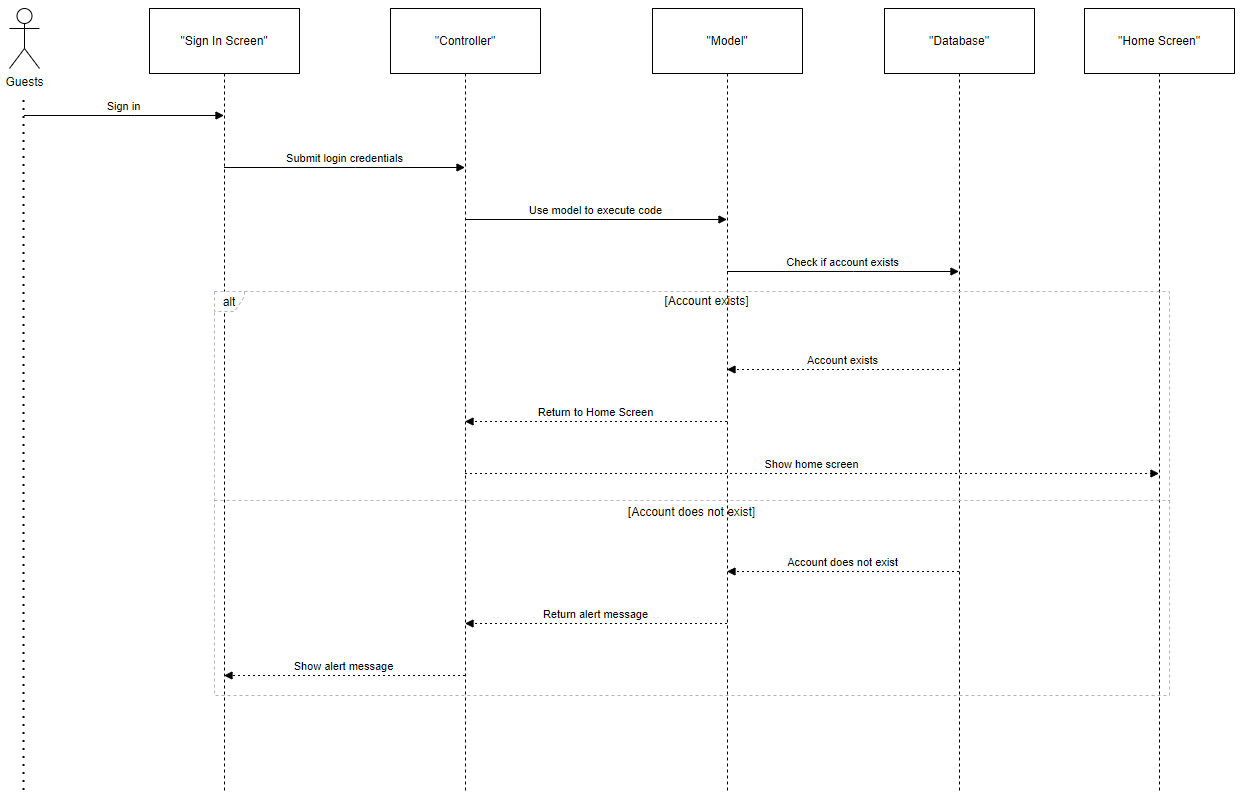 "Sign In Screen"
"Controller"
"Model"
"Database"
"Home Screen"
Guests
Sign in
Submit login credentials
Use model to execute code
Check if account exists
alt
[Account exists]
Account exists
Return to Home Screen
Show home screen
[Account does not exist]
Account does not exist
Return alert message
Show alert message